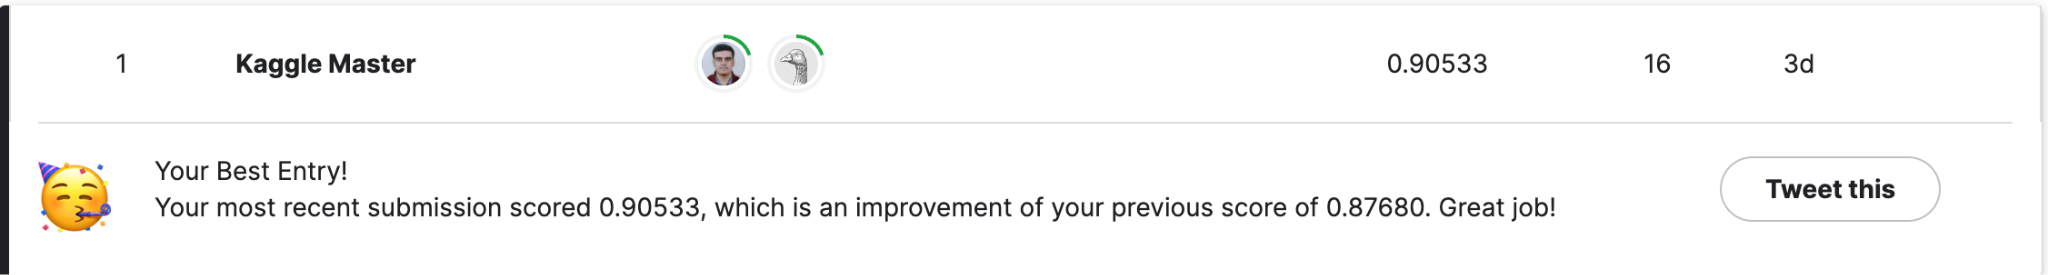 1 Kaggle Master 0.90533 16 3d
Your Best Entry!
Your most recent submission scored 0.90533, which is an improvement of your previous score of 0.87680. Great job!
Tweet this